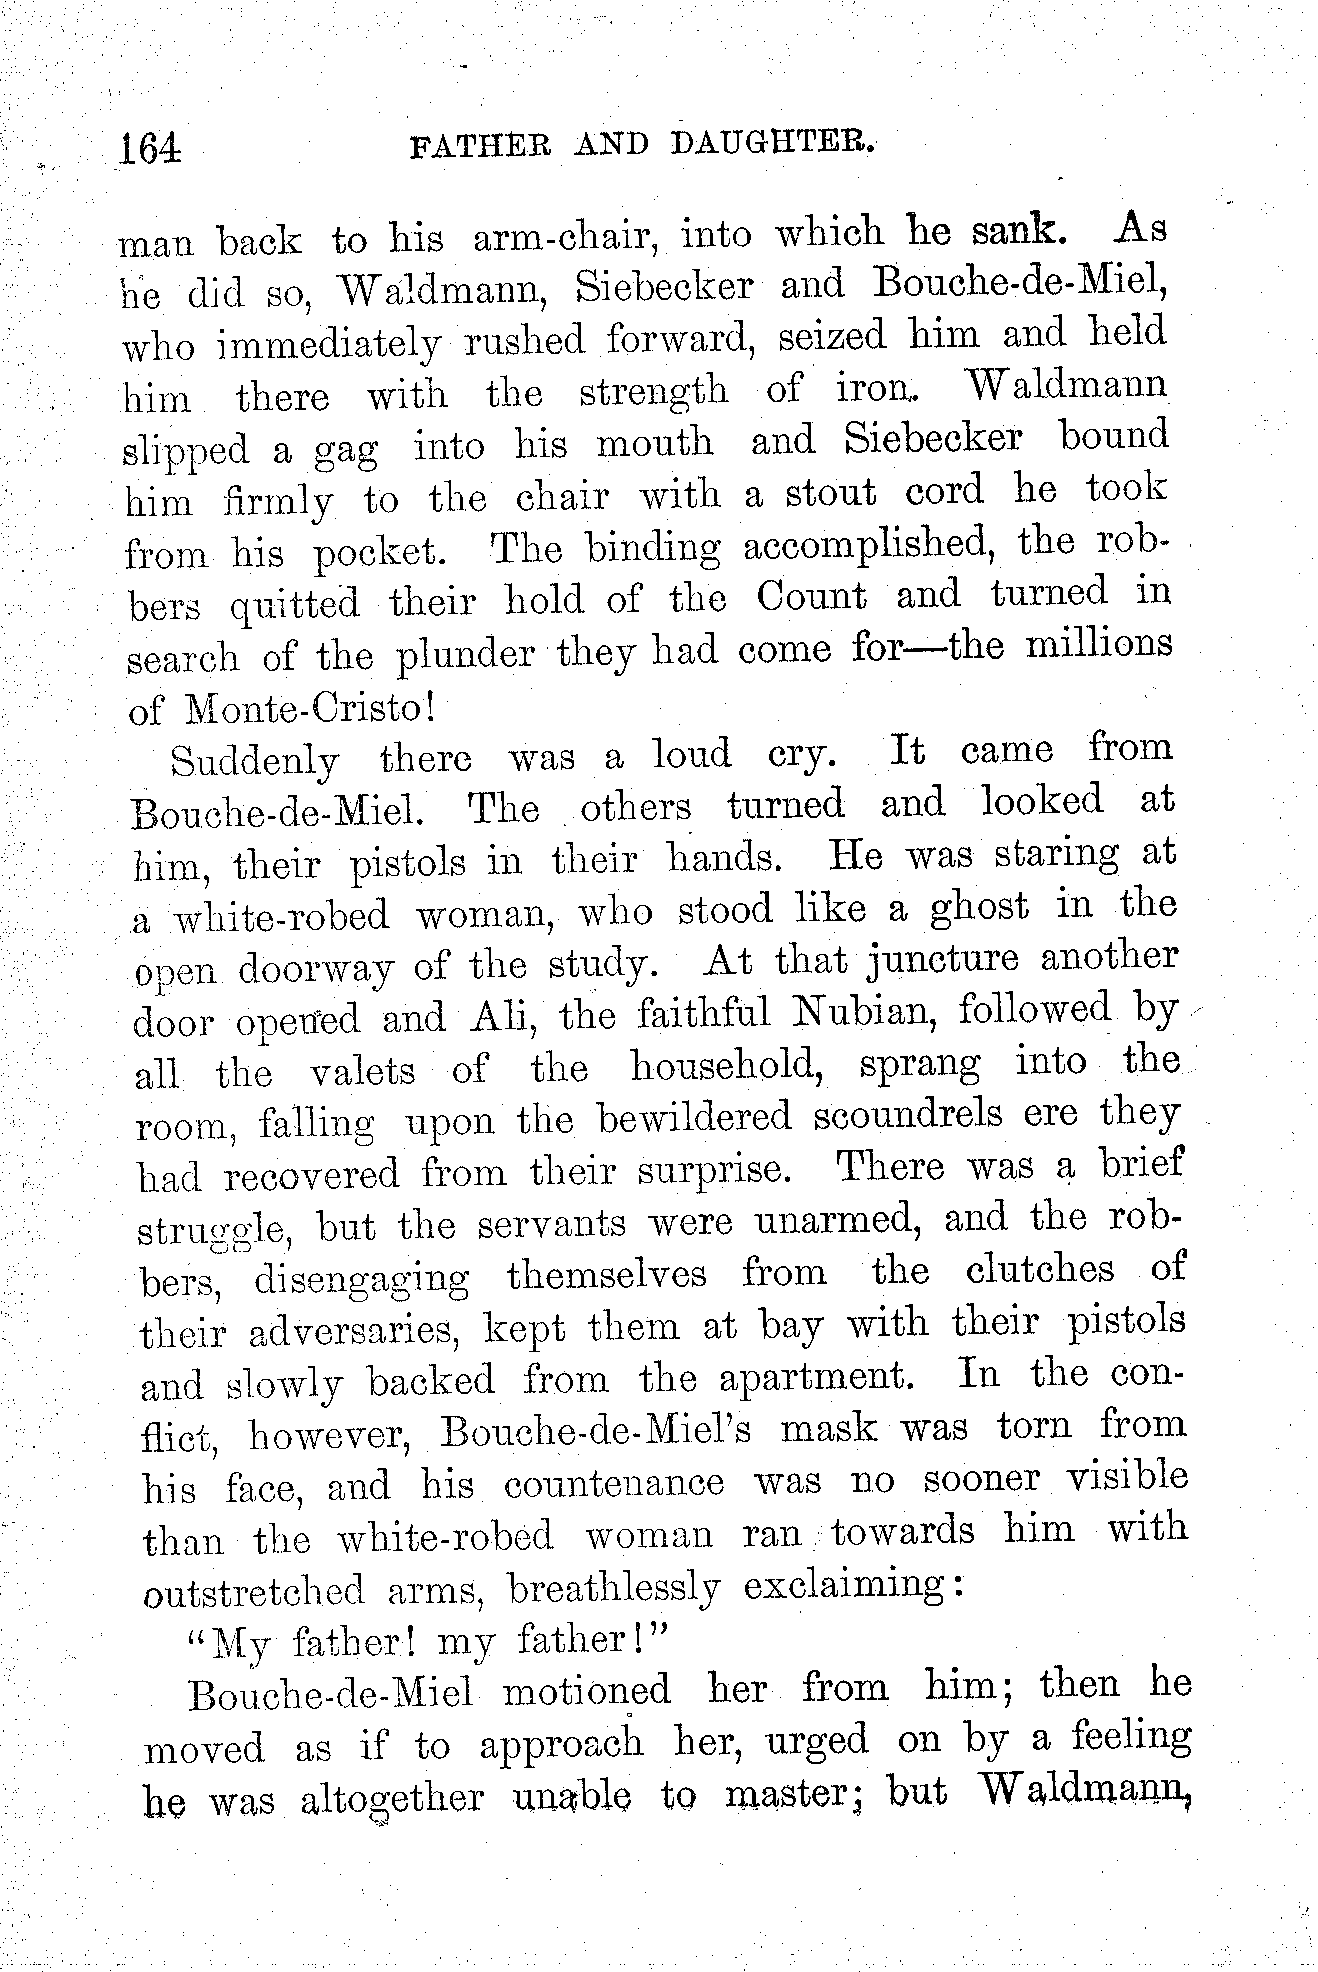 164 FATHER AND DAUGHTER.
man back to his arm-chair, into which he sank. As
he did so, Waldmann, Siebecker and Bouche-de-Miel,
who immediately rushed forward, seized him and held
him there with the strength of iron. Waldmann
slipped a gag into his mouth and Siebecker bound
him firmly to the chair with a stout cord he took
from his pocket. The binding accomplished, the rob-
bers quitted their hold of the Count and turned in
search of the plunder they had come for—the millions
of Monte-Cristo!
Suddenly there was a loud cry. It came from
Bouche-de-Miel. The others turned and looked at
him, their pistols in their hands. He was staring at
a white-robed woman, who stood like a ghost in the
open doorway of the study. At that juncture another
door opened and Ali, the faithful Nubian, followed by
all the valets of the household, sprang into the
room, falling upon the bewildered scoundrels ere they
had recovered from their surprise. There was a brief
struggle, but the servants were unarmed, and the rob-
bers, disengaging themselves from the clutches of
their adversaries, kept them at bay with their pistols
and slowly backed from the apartment. In the con-
flict, however, Bouche-de-Miel's mask was torn from
his face, and his countenance was no sooner visible
than the white-robed woman ran towards him with
outstretched arms, breathlessly exclaiming:
"My father! my father!"
Bouche-de-Miel motioned her from him; then he
moved as if to approach her, urged on by a feeling
he was altogether unable to master; but Waldmann,